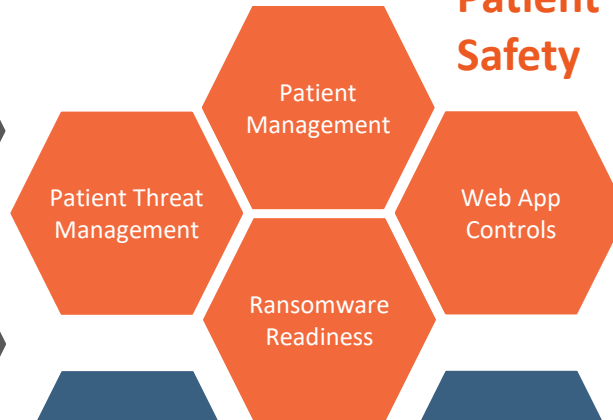 Patient
Safety
Patient
Management
Patient Threat
Management
Web App
Controls
Ransomware
Readiness